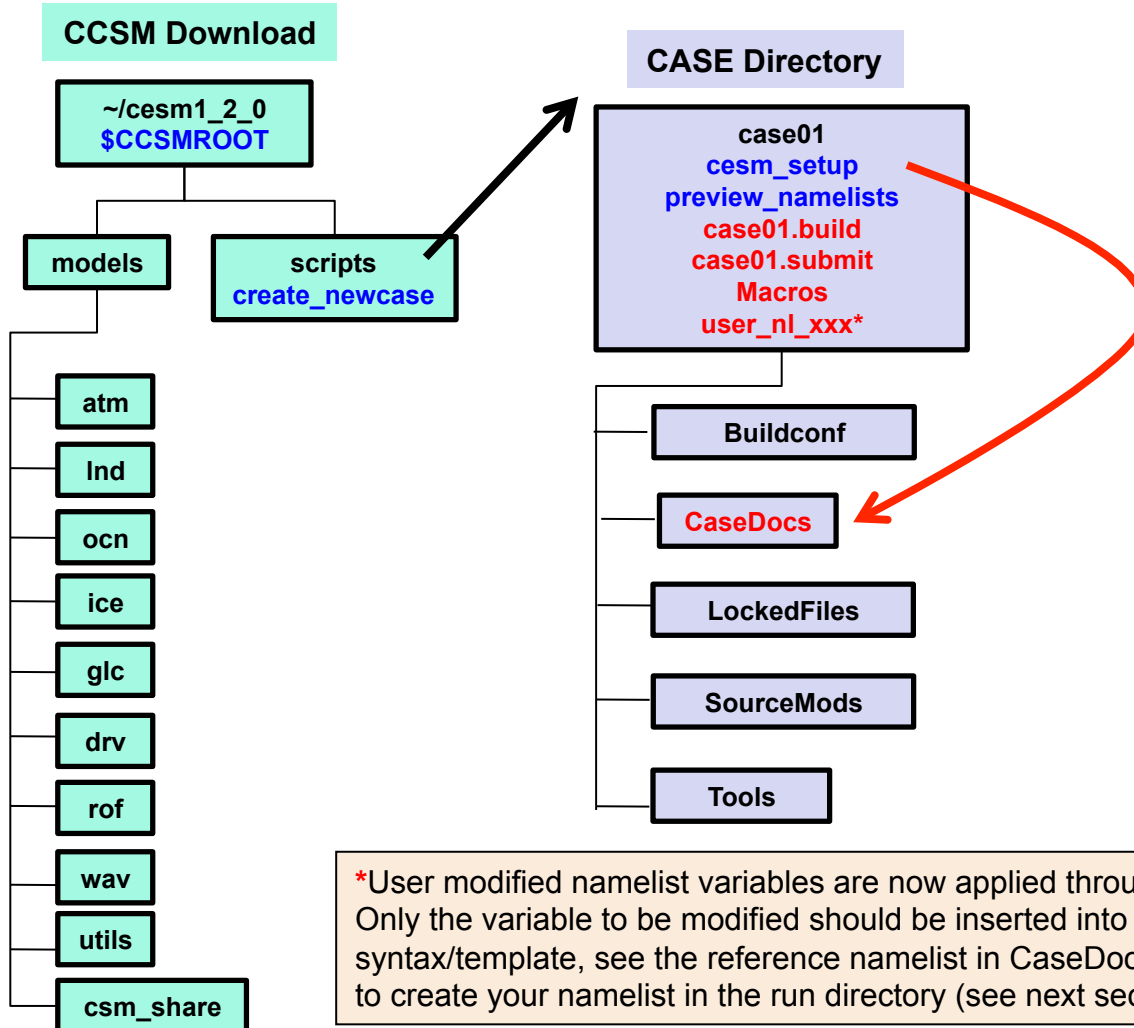 CCSM Download
~/cesm1_2_0
$CCSMROOT
models
scripts
create_newcase
atm
lnd
ocn
ice
glc
drv
rof
wav
utils
csm_share
CASE Directory
case01
cesm_setup
preview_namelists
case01.build
case01.submit
Macros
user_nl_xxx*
Buildconf
CaseDocs
LockedFiles
SourceMods
Tools
*User modified namelist variables are now applied throu
Only the variable to be modified should be inserted into
syntax/template, see the reference namelist in CaseDoc
to create your namelist in the run directory (see next sec